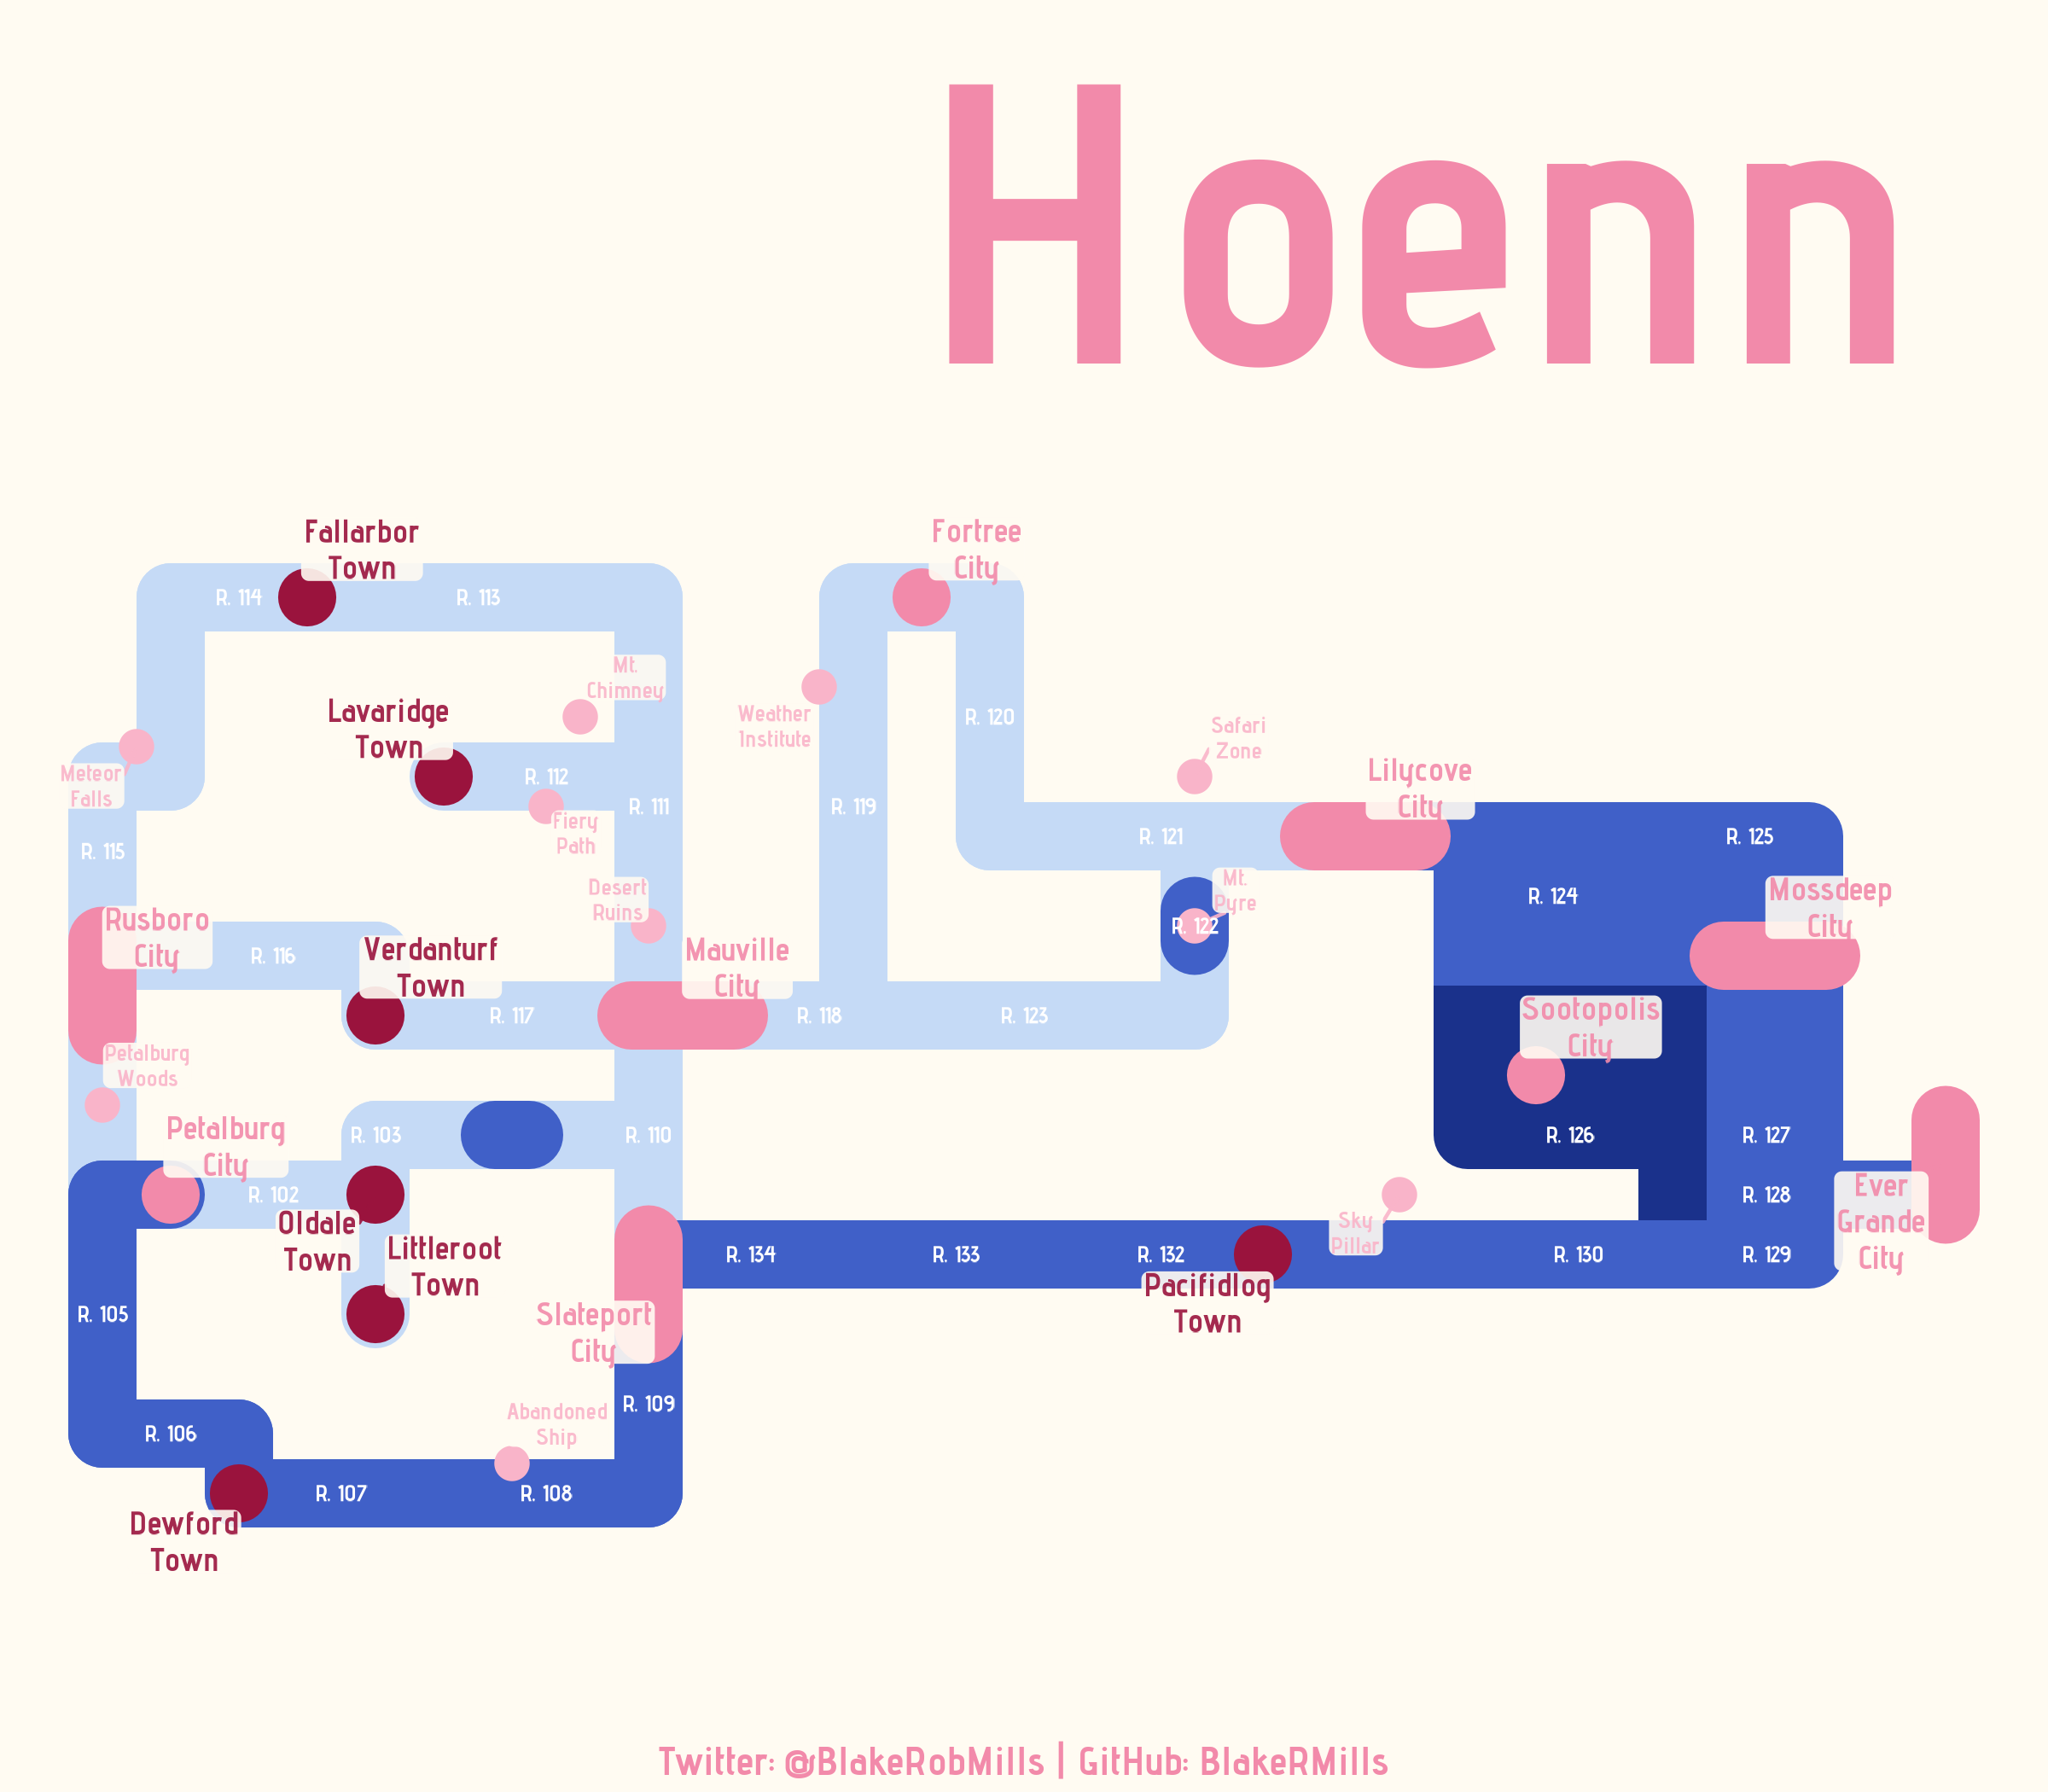 Hoenn
Fallarbor
Town
Fortree
City
R. 114
R. 113
Mt.
Chimney
Lavaridge
Town
Weather
Institute
R. 120
Safari
Zone
Meteor
Falls
R. 112
R. 111
R. 119
Fiery
Path
Lilycove
City
R. 121
R. 125
R. 115
Desert
Ruins
Mt.
Pyre
R. 124
Mossdeep
City
Rusboro
City
R. 116
Verdanturf
Town
Mauville
City
R. 122
R. 117
R. 118
R. 123
Sootopolis
City
Petalburg
Woods
Petalburg
City
R. 103
R. 110
R. 126
R. 127
R. 102
R. 128
Ever
Grande
City
Oldale
Town
Littleroot
Town
Sky
Pillar
R. 134
R. 133
R. 132
R. 130
R. 129
Pacifidlog
Town
Slateport
City
R. 105
R. 109
Abandoned
Ship
R. 106
R. 107
R. 108
Dewford
Town
Twitter: @BlakeRobMills | GitHub: BlakeRMills